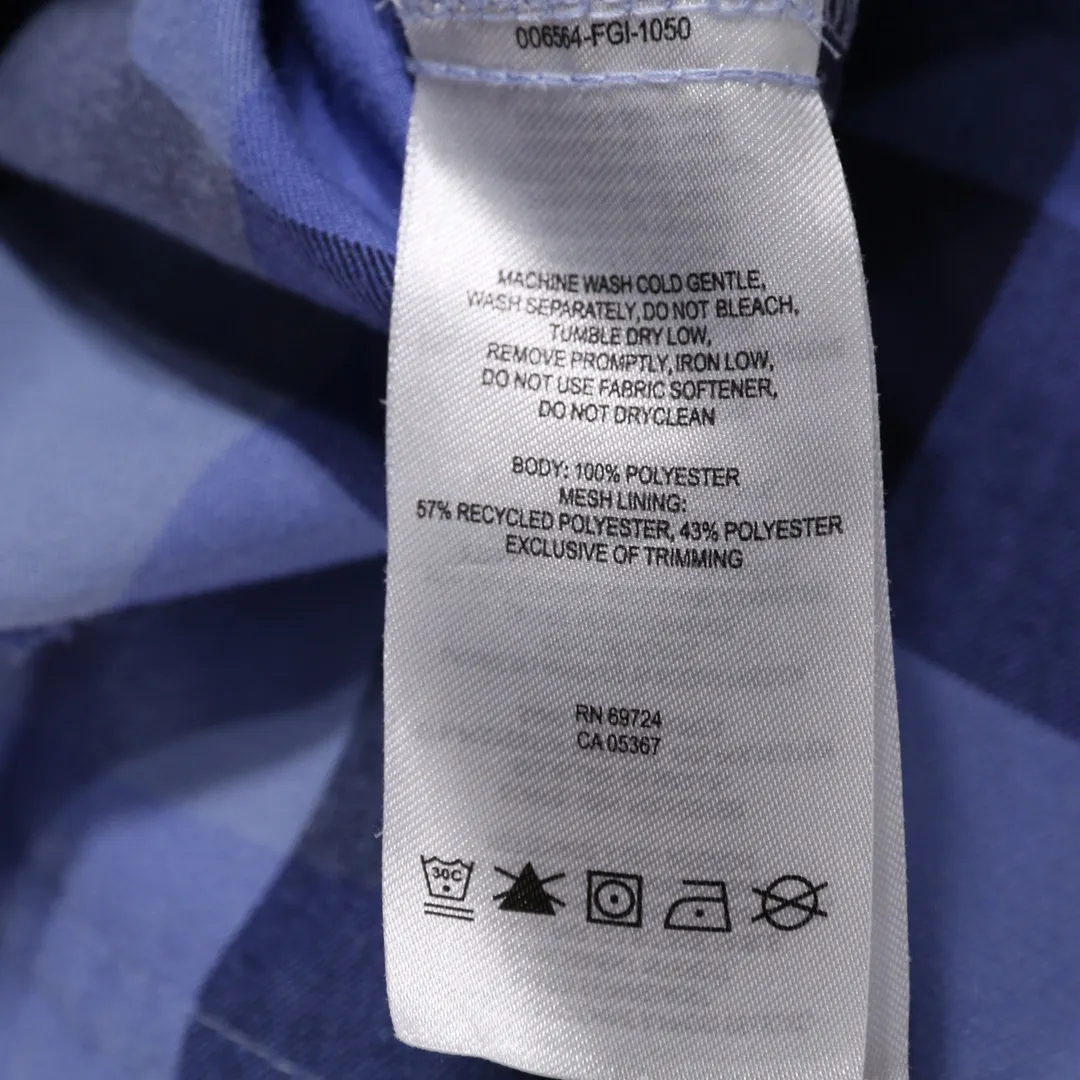 006564-FGI-1050
MACHINE WASH COLD GENTLE,
WASH SEPARATELY, DO NOT BLEACH,
TUMBLE DRY LOW,
REMOVE PROMPTLY, IRON LOW,
DO NOT USE FABRIC SOFTENER,
DO NOT DRYCLEAN
BODY: 100% POLYESTER
MESH LINING:
57% RECYCLED POLYESTER, 43% POLYESTER
EXCLUSIVE OF TRIMMING
RN 69724
CA 05367
30C